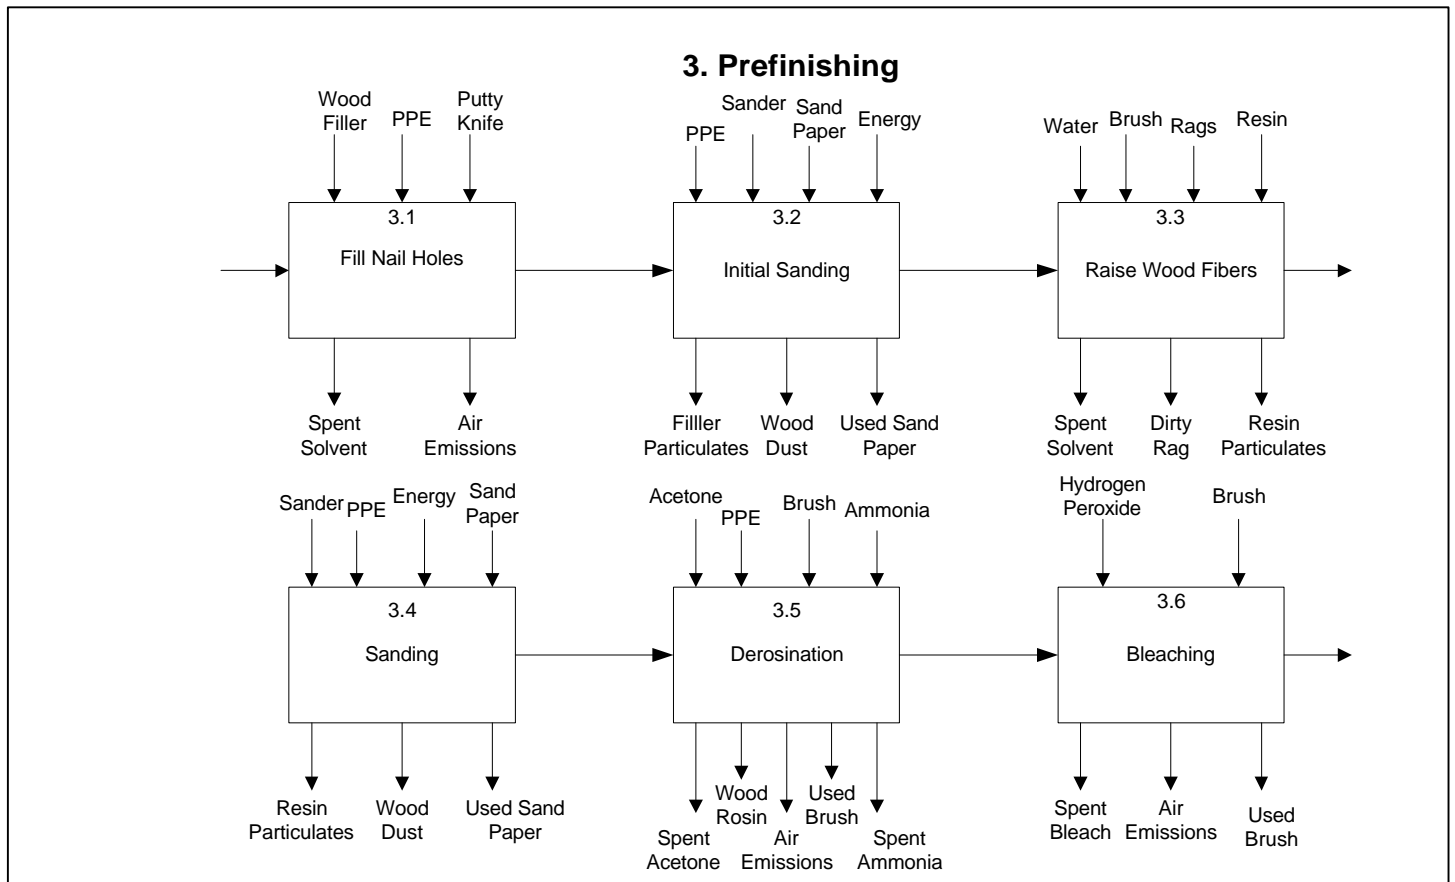 3. Prefinishing
Wood
Filler
PPE
Putty
Knife
3.1
Fill Nail Holes
Spent
Solvent
Air
Emissions
PPE
Sander
Sand
Paper
Energy
3.2
Initial Sanding
Filller
Particulates
Wood
Dust
Used Sand
Paper
Water
Brush
Rags
Resin
3.3
Raise Wood Fibers
Spent
Solvent
Dirty
Rag
Resin
Particulates
Sander
PPE
Energy
Sand
Paper
3.4
Sanding
Resin
Particulates
Wood
Dust
Used Sand
Paper
Acetone
PPE
Brush
Ammonia
3.5
Derosination
Spent
Acetone
Wood
Rosin
Air
Emissions
Used
Brush
Spent
Ammonia
Hydrogen
Peroxide
Brush
3.6
Bleaching
Spent
Bleach
Air
Emissions
Used
Brush